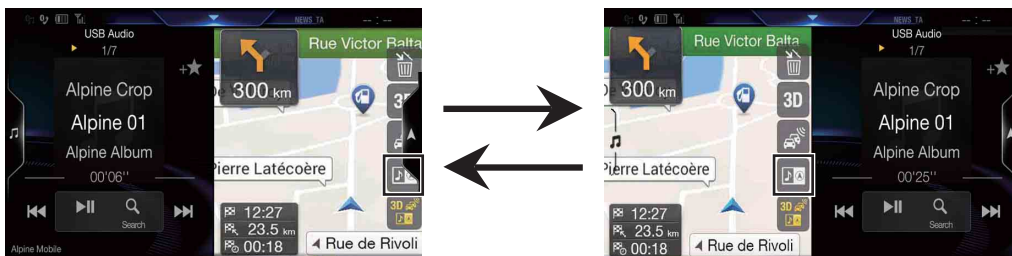 NEWS TA
-- : --
USB Audio
1/7
Alpine Crop
Alpine 01
Alpine Album
00'06''
Search
Alpine Mobile
Rue Victor Balta
300 km
3D
Pierre Latécoère
12:27
23.5 km
00:18
3D
Rue de Rivoli
NEWS TA
-- : --
Rue Victor Balta
300 km
3D
Pierre Latécoère
12:27
23.5 km
00:18
3D
Rue de Rivoli
USB Audio
1/7
Alpine Crop
Alpine 01
Alpine Album
00'25''
Search